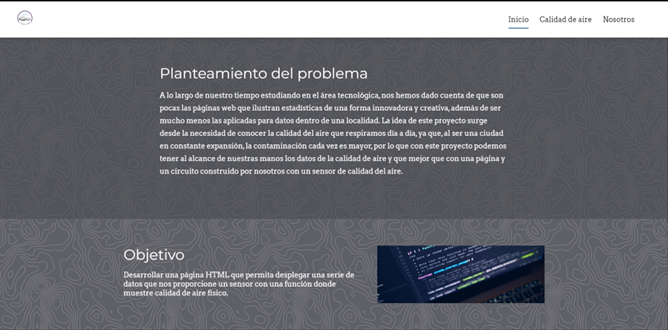 Inicio Calidad de aire Nosotros
Planteamiento del problema
A lo largo de nuestro tiempo estudiando en el área tecnológica, nos hemos dado cuenta de que son
pocas las páginas web que ilustran estadísticas de una forma innovadora y creativa, además de ser
mucho menos las aplicadas para datos dentro de una localidad. La idea de este proyecto surge
desde la necesidad de conocer la calidad del aire que respiramos día a día, ya que, al ser una ciudad
en constante expansión, la contaminación cada vez es mayor, por lo que con este proyecto podemos
tener al alcance de nuestras manos los datos de la calidad de aire y que mejor que con una página y
un circuito construido por nosotros con un sensor de calidad del aire.
Objetivo
Desarrollar una página HTML que permita desplegar una serie de
datos que nos proporcione un sensor con una función donde
muestre calidad de aire físico.